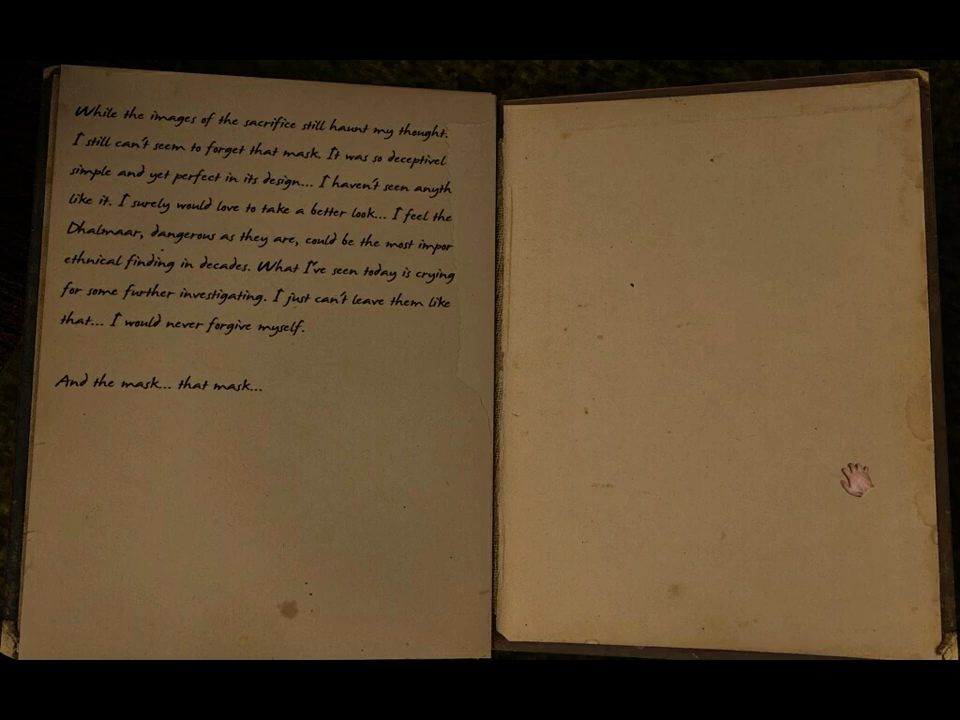 While the images of the sacrifice still haunt my thought.
I still can't seem to forget that mask. It was so deceptivel
simple and yet perfect in its design... I haven't seen anyth
like it. I surely would love to take a better look... I feel the
Dhalmaar, dangerous as they are, could be the most impor
ethnical finding in decades. What I've seen today is crying
for some further investigating. I just can't leave them like
that... I would never forgive myself.
And the mask... that mask...